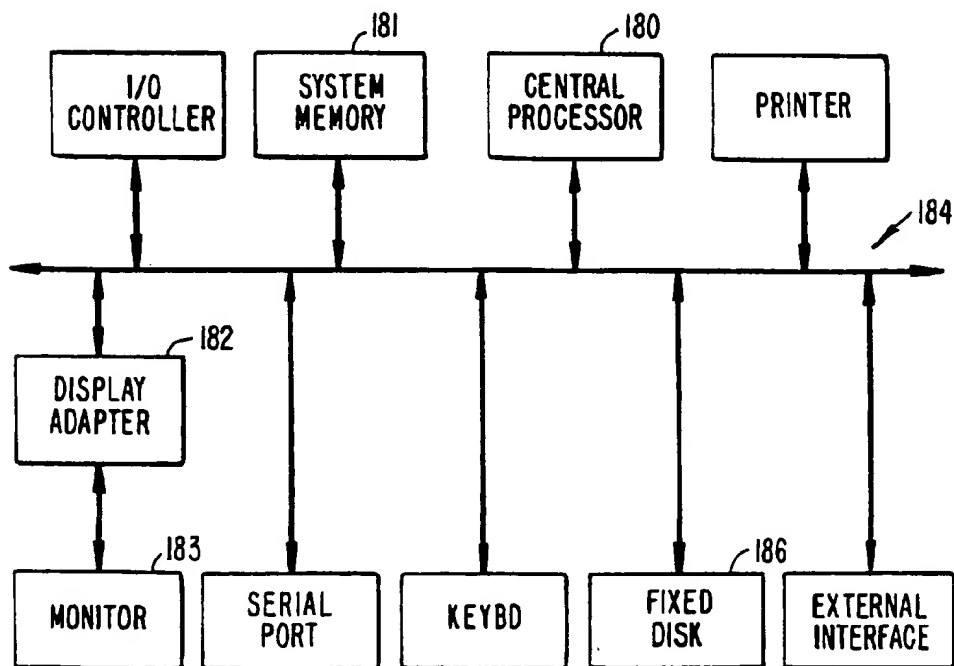 181
180
I/O
CONTROLLER
SYSTEM
MEMORY
CENTRAL
PROCESSOR
PRINTER
184
182
DISPLAY
ADAPTER
183
186
MONITOR
SERIAL
PORT
KEYBD
FIXED
DISK
EXTERNAL
INTERFACE